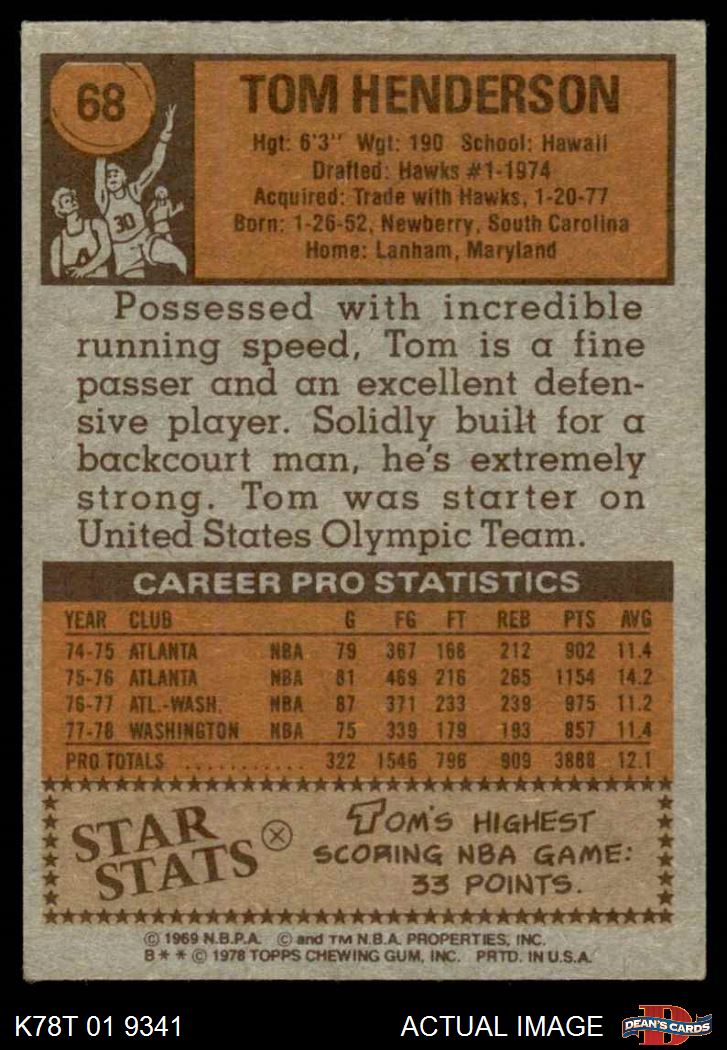 68
TOM HENDERSON
Hgt: 6'3" Wgt: 190 School: Hawaii
Drafted: Hawks #1-1974
Acquired: Trade with Hawks, 1-20-77
Born: 1-26-52, Newberry, South Carolina
Home: Lanham, Maryland
30
Possessed with incredible
running speed, Tom is a fine
passer and an excellent defen-
sive player. Solidly built for a
backcourt man, he's extremely
strong. Tom was starter on
United States Olympic Team.
CAREER PRO STATISTICS
YEAR CLUB G FG FT REB PTS AVG
74-75 ATLANTA NBA 79 367 168 212 902 11.4
75-76 ATLANTA NBA 81 469 216 265 1154 14.2
76-77 ATL.-WASH. NBA 87 371 233 239 975 11.2
77-78 WASHINGTON NBA 75 339 179 193 857 11.4
PRO TOTALS ........... 322 1546 796 909 3888 12.1
STAR STATS
TOM'S HIGHEST
SCORING NBA GAME:
33 POINTS.
© 1969 N.B.P.A. © and TM N.B.A. PROPERTIES, INC.
B * * © 1978 TOPPS CHEWING GUM, INC. PRTD. IN U.S.A.
K78T 01 9341 ACTUAL IMAGE D DEAN'S CARDS